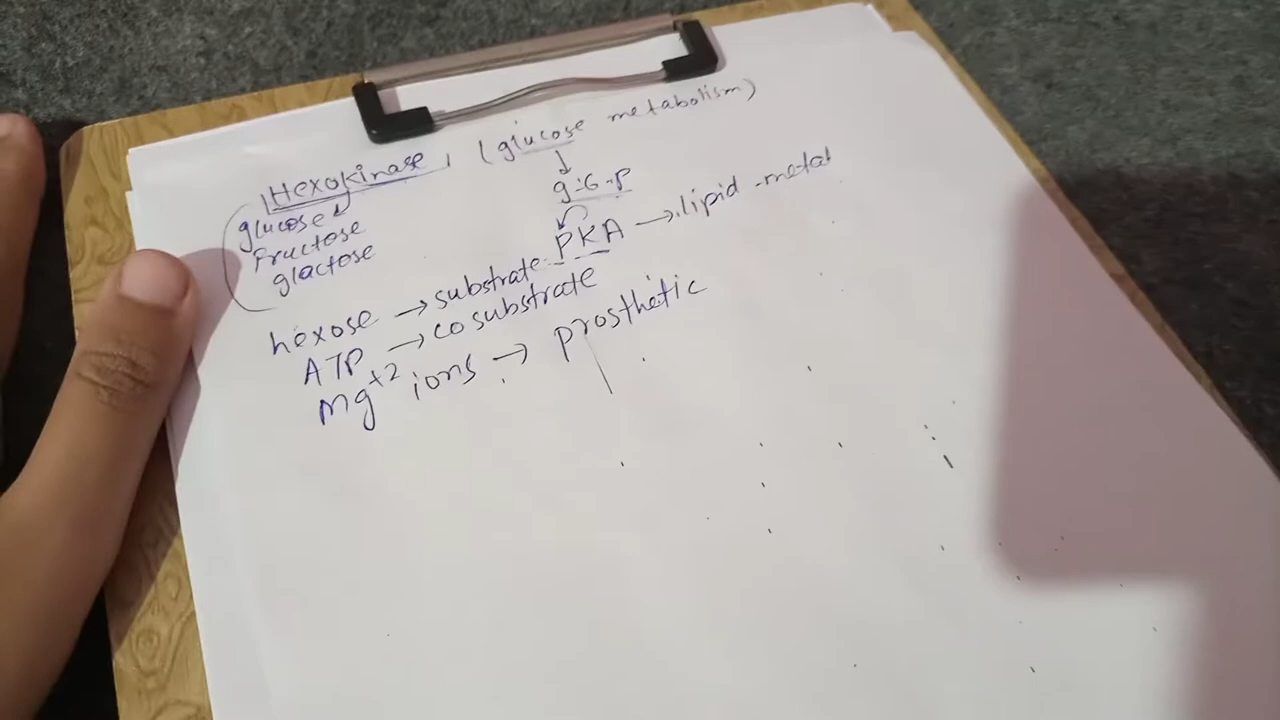 Hexokinase, (glucose metabolism)
↓
g-6-P
glucose
fructose
glactose
PKA → lipid-metal
hexose → substrate
ATP → cosubstrate
mg+2 ions → prosthetic